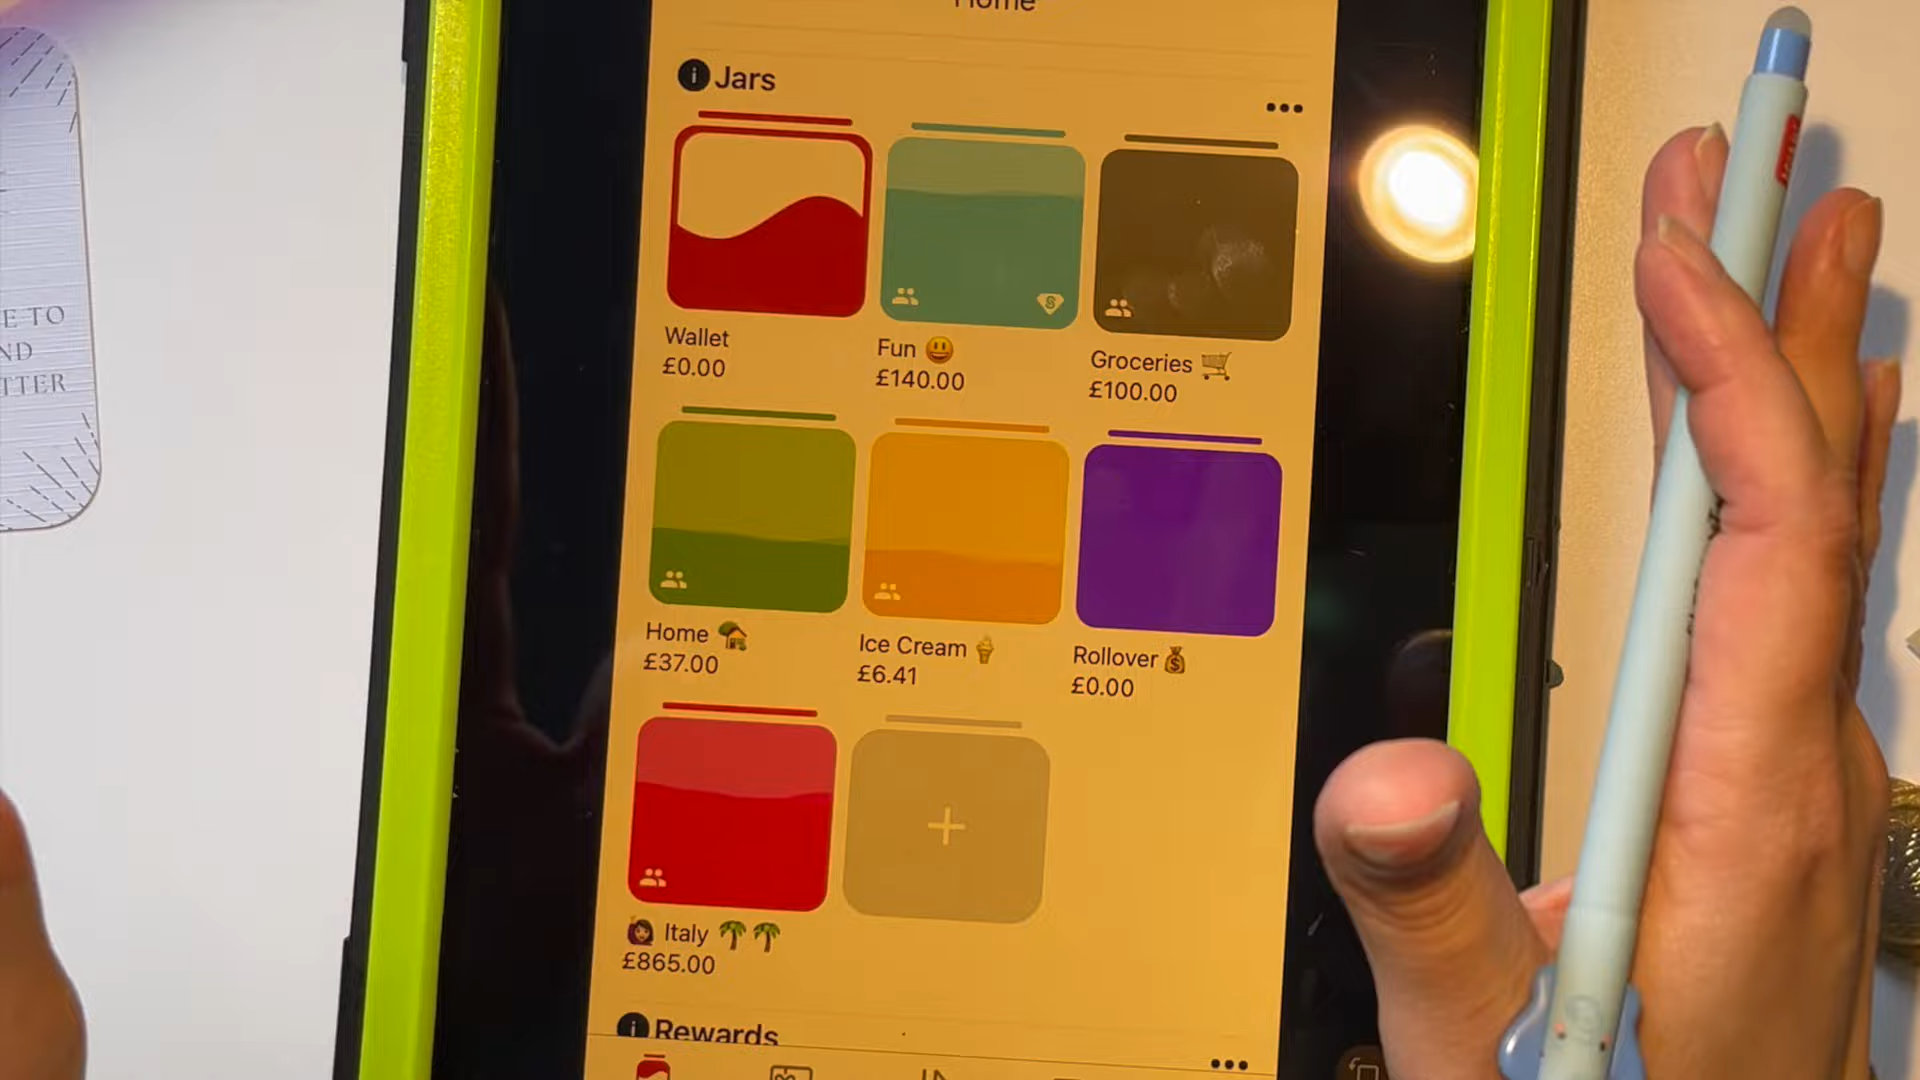 E TO
ND
TTER
Home
Jars
Wallet
£0.00
Fun 😃
£140.00
Groceries 🛒
£100.00
Home 🏡
£37.00
Ice Cream 🍦
£6.41
Rollover 💰
£0.00
🙋 Italy 🌴🌴
£865.00
Rewards